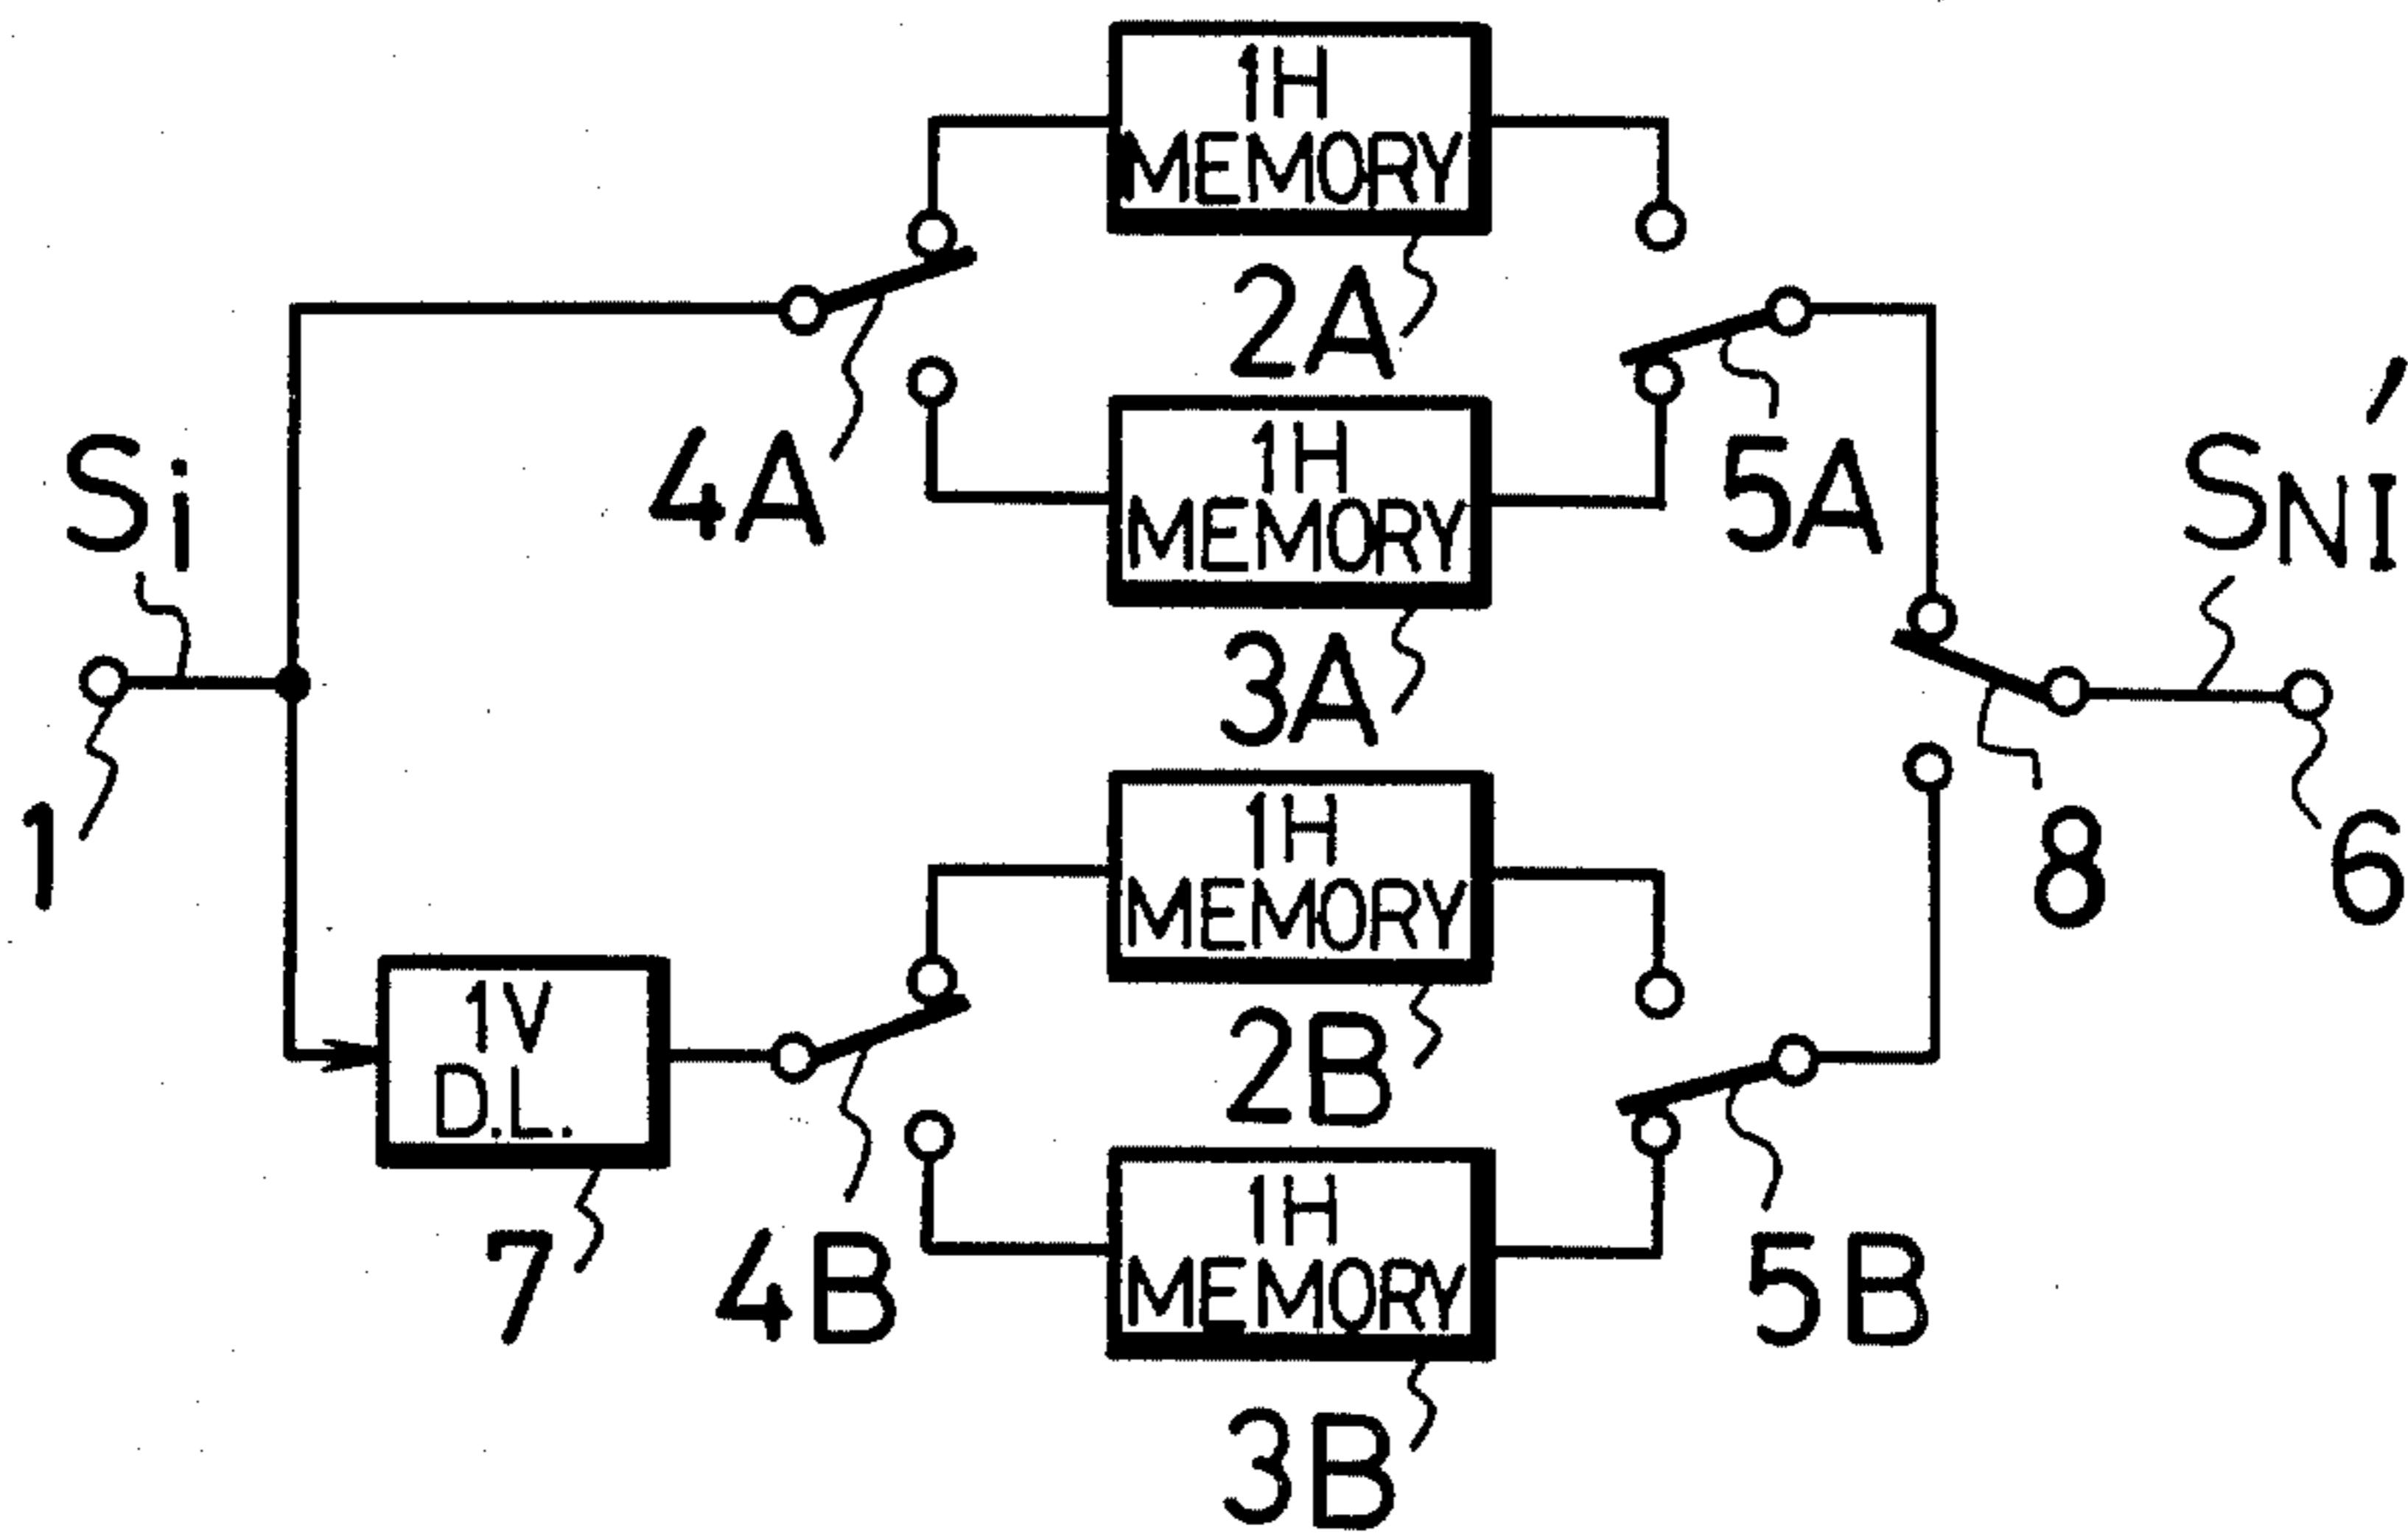 1H
MEMORY
2A
Si
4A
1H
MEMORY
5A
SNI'
3A
1
1H
MEMORY
8
6
1V
D.L.
2B
7
4B
1H
MEMORY
5B
3B